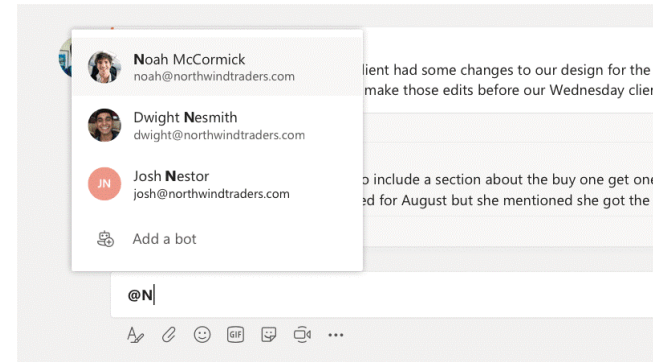 Noah McCormick
noah@northwindtraders.com
lient had some changes to our design for the
make those edits before our Wednesday clien
Dwight Nesmith
dwight@northwindtraders.com
Josh Nestor
JN
josh@northwindtraders.com
o include a section about the buy one get one
ed for August but she mentioned she got the
Add a bot
@N
GIF